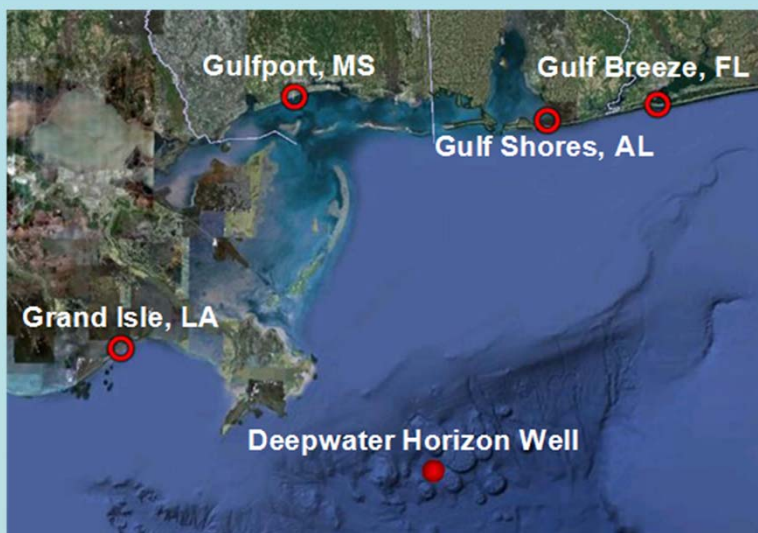 Gulfport, MS
Gulf Breeze, FL
Gulf Shores, AL
Grand Isle, LA
Deepwater Horizon Well